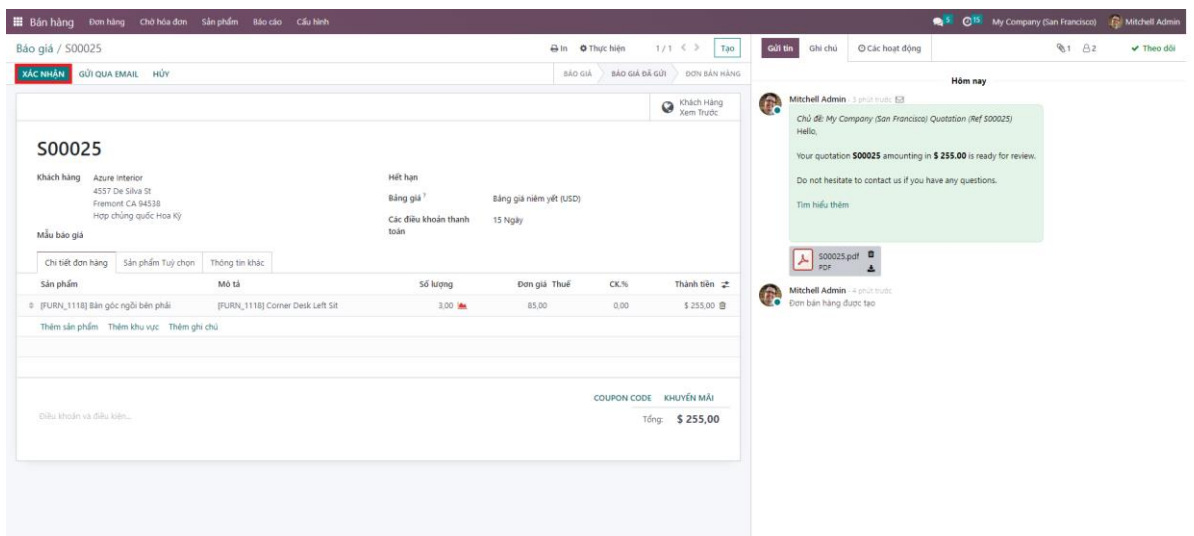 Bán hàng Đơn hàng Chờ hóa đơn Sản phẩm Báo cáo Cấu hình 5 15 My Company (San Francisco) Mitchell Admin
Báo giá / S00025 In Thực hiện 1 / 1 Tạo Gửi tin Ghi chú Các hoạt động 1 2 Theo dõi
XÁC NHẬN GỬI QUA EMAIL HỦY BÁO GIÁ BÁO GIÁ ĐÃ GỬI ĐƠN BÁN HÀNG
Khách Hàng
Xem Trước
S00025
Khách hàng Azure Interior
4557 De Silva St
Fremont CA 94538
Hợp chủng quốc Hoa Kỳ
Mẫu báo giá
Hết hạn
Bảng giá ? Bảng giá niêm yết (USD)
Các điều khoản thanh toán 15 Ngày
Chi tiết đơn hàng Sản phẩm Tuỳ chọn Thông tin khác
Sản phẩm Mô tả Số lượng Đơn giá Thuế CK.% Thành tiền
[FURN_1118] Bàn góc ngồi bên phải [FURN_1118] Corner Desk Left Sit 3,00 85,00 0,00 $ 255,00
Thêm sản phẩm Thêm khu vực Thêm ghi chú
COUPON CODE KHUYẾN MÃI
Điều khoản và điều kiện...
Tổng: $ 255,00
Hôm nay
Mitchell Admin - 3 phút trước
Chủ đề: My Company (San Francisco) Quotation (Ref S00025)
Hello,
Your quotation S00025 amounting in $ 255.00 is ready for review.
Do not hesitate to contact us if you have any questions.
Tìm hiểu thêm
S00025.pdf
PDF
Mitchell Admin - 4 phút trước
Đơn bán hàng được tạo